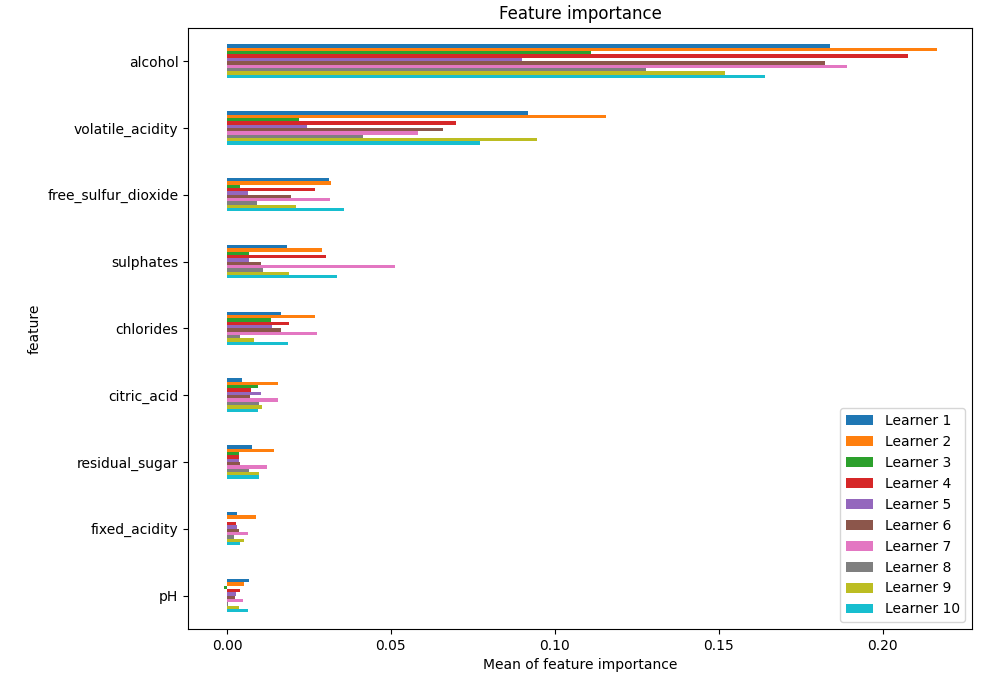 Feature importance
alcohol
volatile_acidity
free_sulfur_dioxide
sulphates
chlorides
citric_acid
residual_sugar
fixed_acidity
pH
feature
Learner 1
Learner 2
Learner 3
Learner 4
Learner 5
Learner 6
Learner 7
Learner 8
Learner 9
Learner 10
0.00 0.05 0.10 0.15 0.20
Mean of feature importance